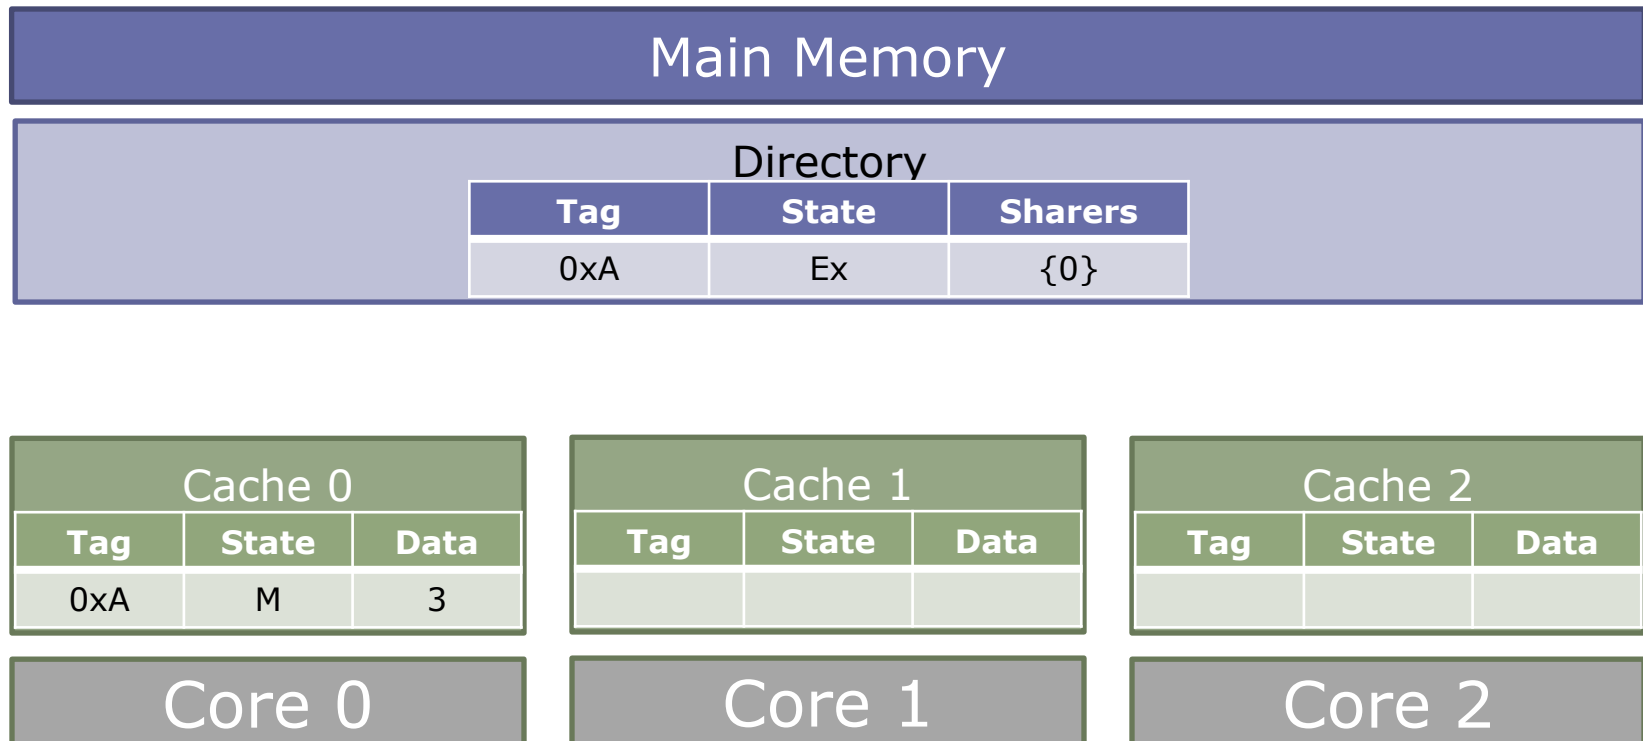 Main Memory
Directory
Tag State Sharers
0xA Ex {0}
Cache 0
Tag State Data
0xA M 3
Core 0
Cache 1
Tag State Data
Core 1
Cache 2
Tag State Data
Core 2